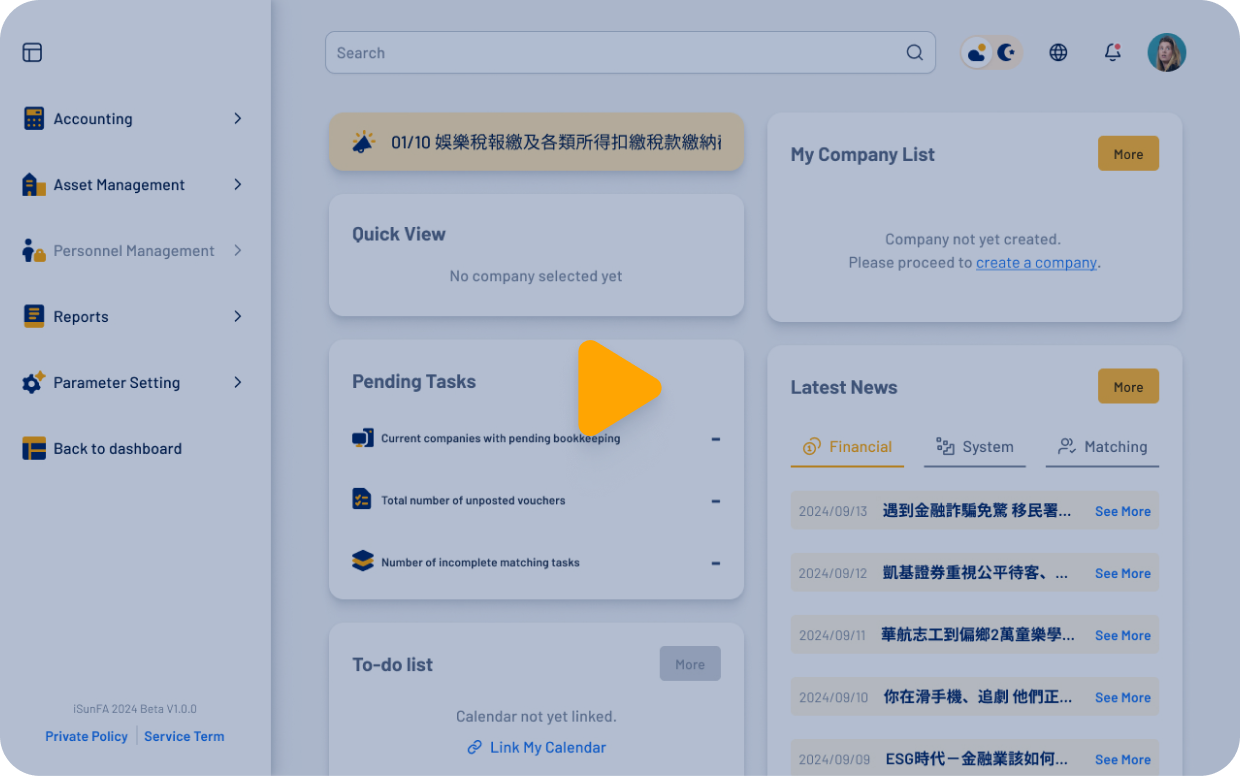 Search
Accounting
Asset Management
Personnel Management
Reports
Parameter Setting
Back to dashboard
iSunFA 2024 Beta V1.0.0
Private Policy
Service Term
01/10 娛樂稅報繳及各類所得扣繳稅款繳納
Quick View
No company selected yet
Pending Tasks
Current companies with pending bookkeeping
–
Total number of unposted vouchers
–
Number of incomplete matching tasks
–
To-do list
More
Calendar not yet linked.
Link My Calendar
My Company List
More
Company not yet created.
Please proceed to create a company.
Latest News
More
Financial
System
Matching
2024/09/13 遇到金融詐騙免驚 移民署... See More
2024/09/12 凱基證券重視公平待客、... See More
2024/09/11 華航志工到偏鄉2萬童樂學... See More
2024/09/10 你在滑手機、追劇 他們正... See More
2024/09/09 ESG時代－金融業該如何... See More